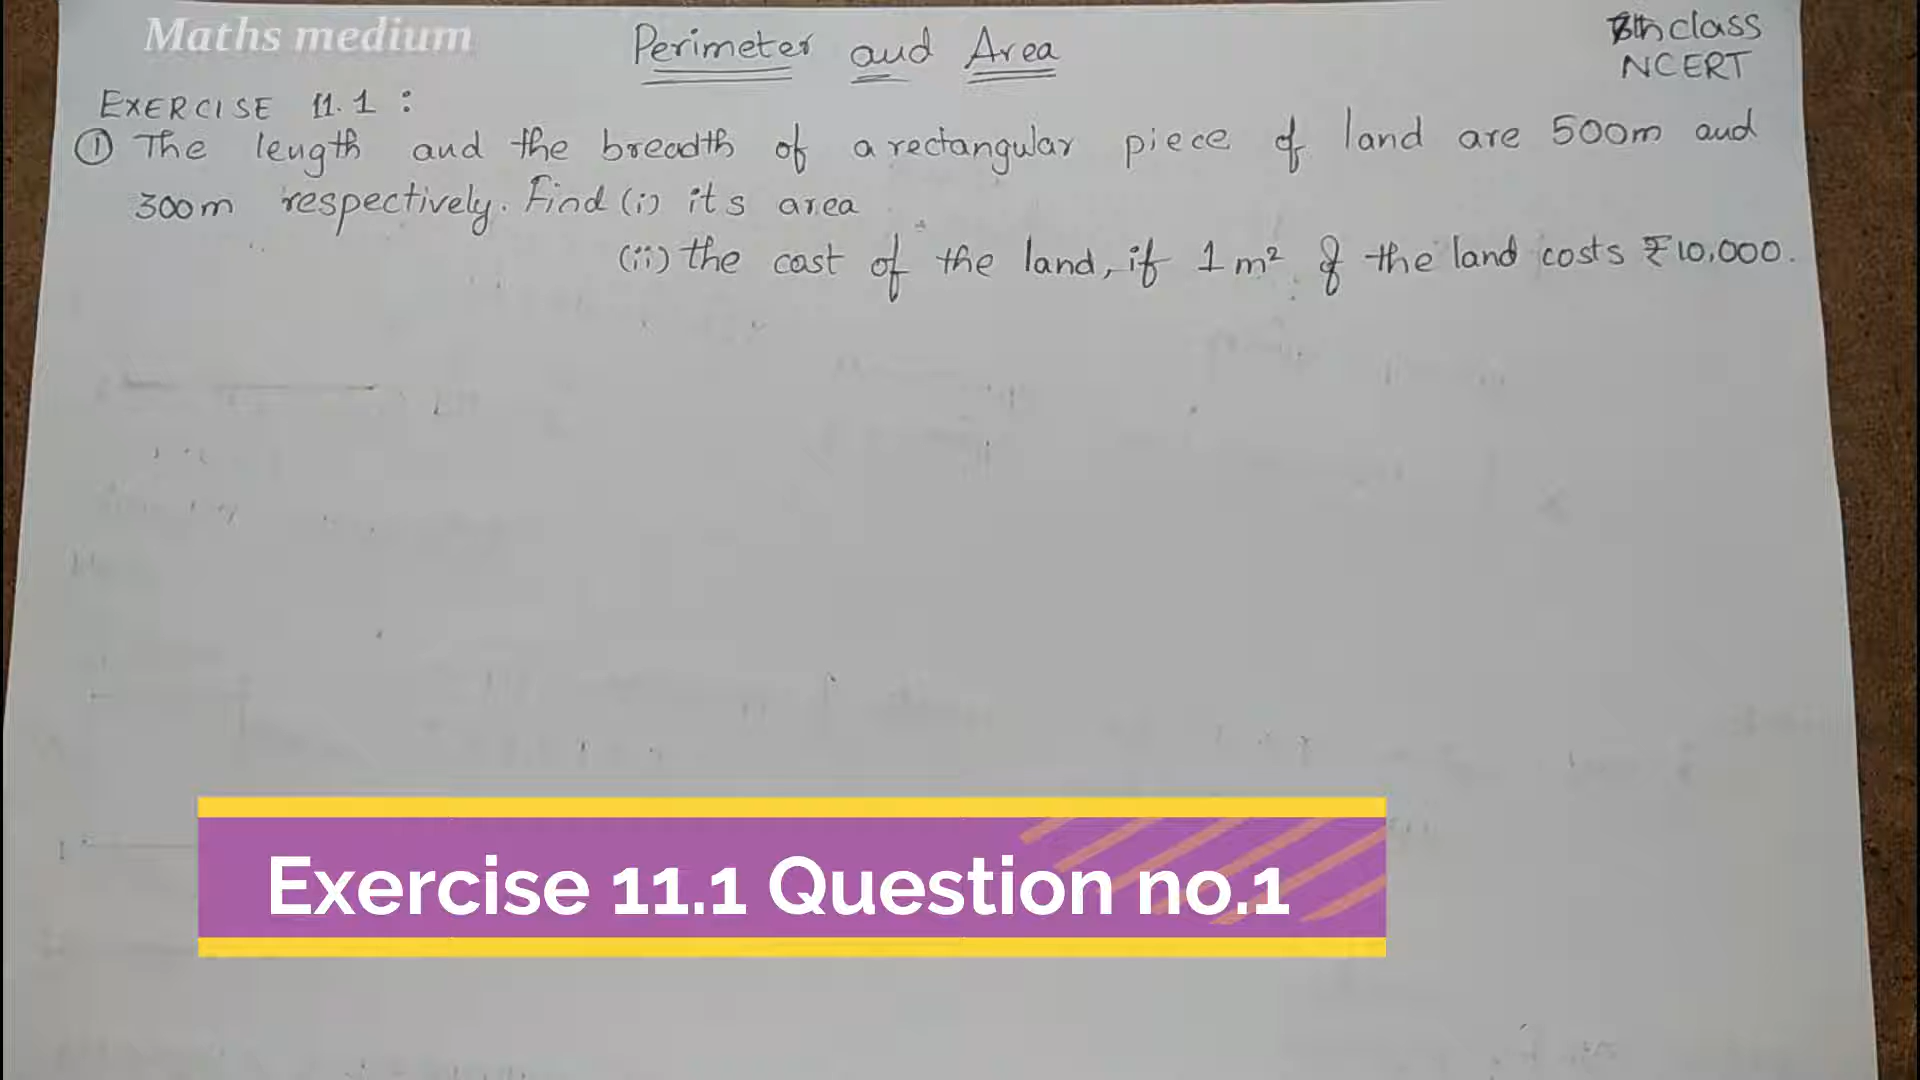 Maths medium
Perimeter and Area
7th class
NCERT
EXERCISE 11.1 :
① The length and the breadth of a rectangular piece of land are 500m and
300m respectively. Find (i) its area
(ii) the cost of the land, if 1 m² of the land costs ₹10,000.
Exercise 11.1 Question no.1